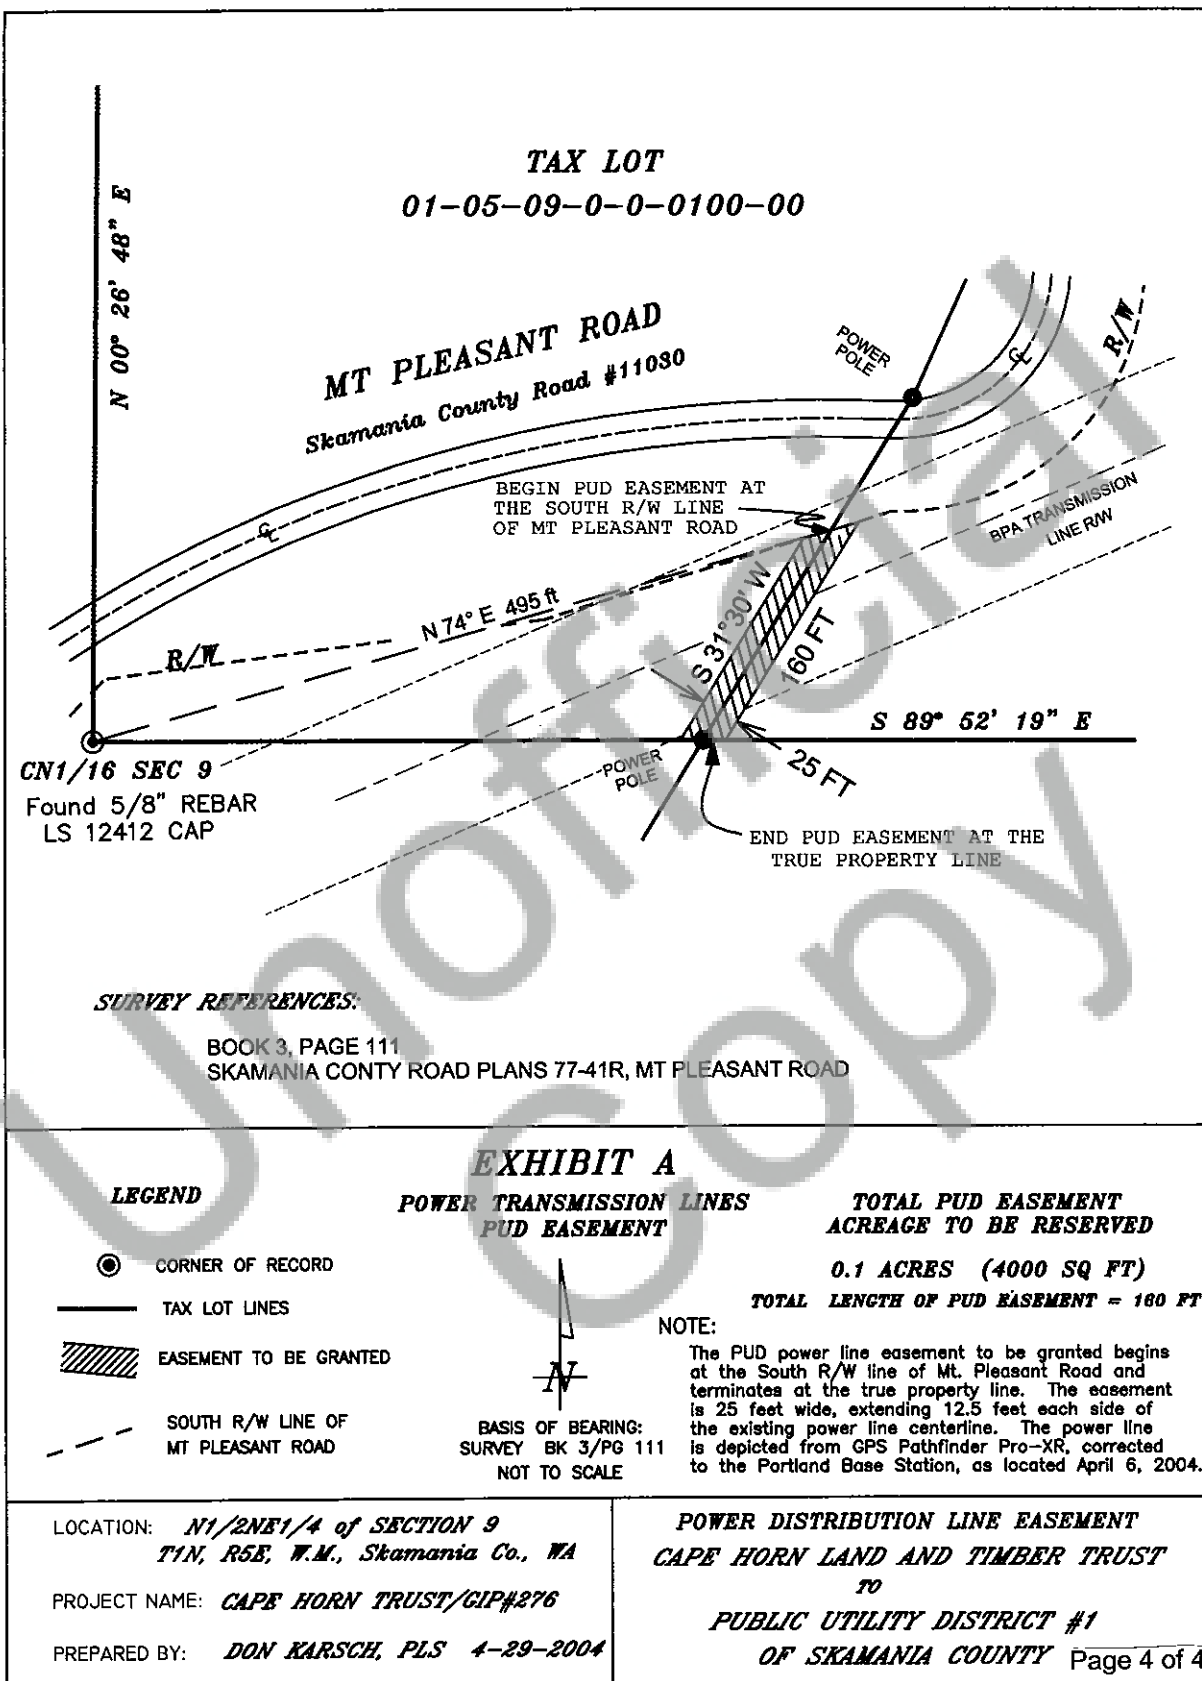 TAX LOT
01-05-09-0-0-0100-00
N 00° 26' 48" E
MT PLEASANT ROAD
Skamania County Road #11030
POWER
POLE
R/W
BEGIN PUD EASEMENT AT
THE SOUTH R/W LINE
OF MT PLEASANT ROAD
BPA TRANSMISSION
LINE R/W
N 74° E 495 ft
R/W
S 31°30' W
160 FT
S 89° 52' 19" E
CN1/16 SEC 9
Found 5/8" REBAR
LS 12412 CAP
POWER
POLE
25 FT
END PUD EASEMENT AT THE
TRUE PROPERTY LINE
SURVEY REFERENCES:
BOOK 3, PAGE 111
SKAMANIA CONTY ROAD PLANS 77-41R, MT PLEASANT ROAD
Unofficial
Copy
EXHIBIT A
POWER TRANSMISSION LINES
PUD EASEMENT
LEGEND
CORNER OF RECORD
TAX LOT LINES
EASEMENT TO BE GRANTED
SOUTH R/W LINE OF
MT PLEASANT ROAD
N
BASIS OF BEARING:
SURVEY BK 3/PG 111
NOT TO SCALE
TOTAL PUD EASEMENT
ACREAGE TO BE RESERVED
0.1 ACRES (4000 SQ FT)
TOTAL LENGTH OF PUD EASEMENT = 160 FT
NOTE:
The PUD power line easement to be granted begins
at the South R/W line of Mt. Pleasant Road and
terminates at the true property line. The easement
is 25 feet wide, extending 12.5 feet each side of
the existing power line centerline. The power line
is depicted from GPS Pathfinder Pro-XR, corrected
to the Portland Base Station, as located April 6, 2004.
LOCATION: N1/2NE1/4 of SECTION 9
T1N, R5E, W.M., Skamania Co., WA
PROJECT NAME: CAPE HORN TRUST/GIP#276
PREPARED BY: DON KARSCH, PLS 4-29-2004
POWER DISTRIBUTION LINE EASEMENT
CAPE HORN LAND AND TIMBER TRUST
TO
PUBLIC UTILITY DISTRICT #1
OF SKAMANIA COUNTY
Page 4 of 4